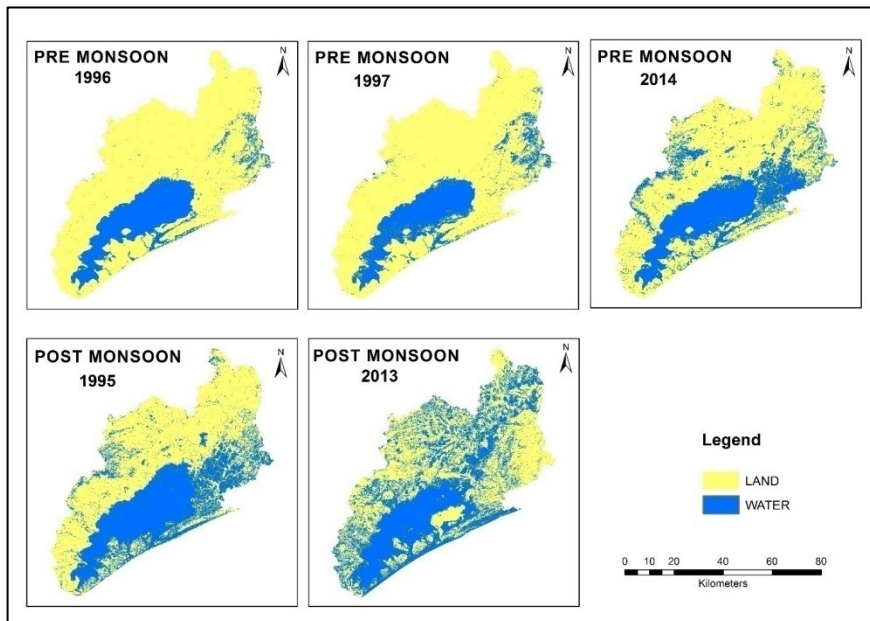 PRE MONSOON
1996
N
PRE MONSOON
1997
N
PRE MONSOON
2014
N
POST MONSOON
1995
N
POST MONSOON
2013
N
Legend
LAND
WATER
0 10 20 40 60 80
Kilometers